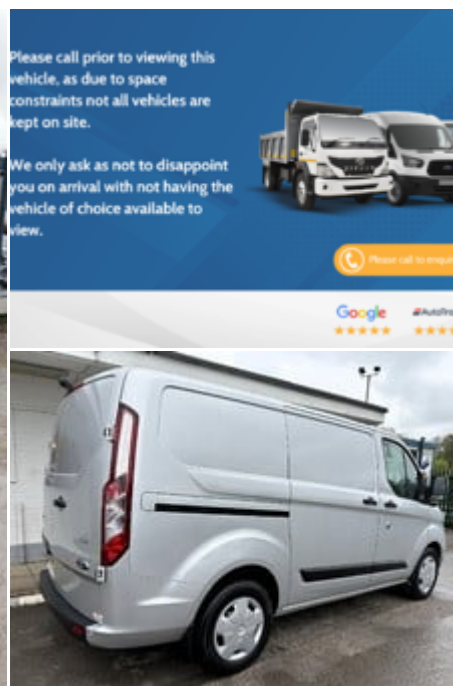 Please call prior to viewing this
vehicle, as due to space
constraints not all vehicles are
kept on site.
We only ask as not to disappoint
you on arrival with not having the
vehicle of choice available to
view.
Please call to enquire
Google